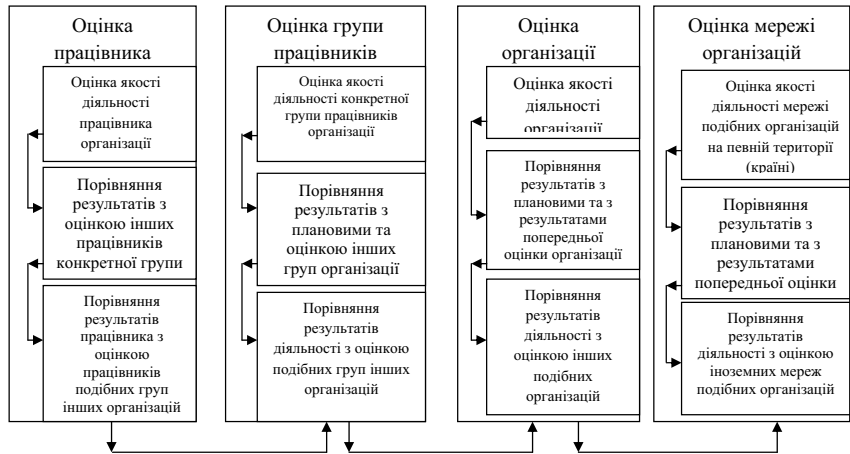 Оцінка
працівника
Оцінка якості
діяльності
працівника
організації
Порівняння
результатів з
оцінкою інших
працівників
конкретної групи
Порівняння
результатів
працівника з
оцінкою
працівників
подібних груп
інших організацій
Оцінка групи
працівників
Оцінка якості
діяльності конкретної
групи працівників
організації
Порівняння
результатів з
плановими та
оцінкою інших
груп організації
Порівняння
результатів
діяльності з оцінкою
подібних груп інших
організацій
Оцінка
організації
Оцінка якості
діяльності
організації
Порівняння
результатів з
плановими та з
результатами
попередньої
оцінки організації
Порівняння
результатів
діяльності з
оцінкою інших
подібних
організацій
Оцінка мережі
організацій
Оцінка якості
діяльності мережі
подібних організацій
на певній території
(країні)
Порівняння
результатів з
плановими та з
результатами
попередньої оцінки
Порівняння
результатів
діяльності з оцінкою
іноземних мереж
подібних організацій